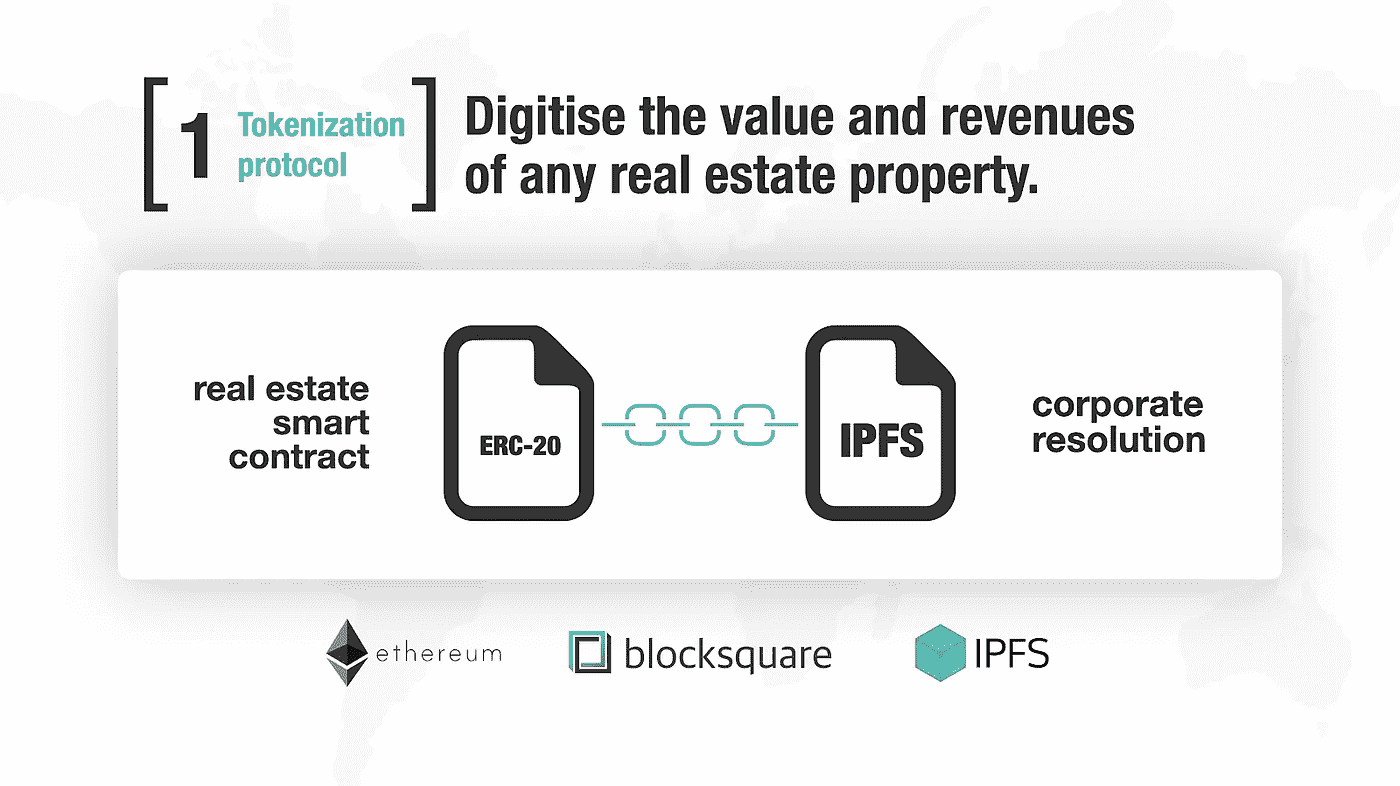 1
Tokenization
protocol
Digitise the value and revenues
of any real estate property.
real estate
smart
contract
ERC-20
IPFS
corporate
resolution
ethereum
blocksquare
IPFS